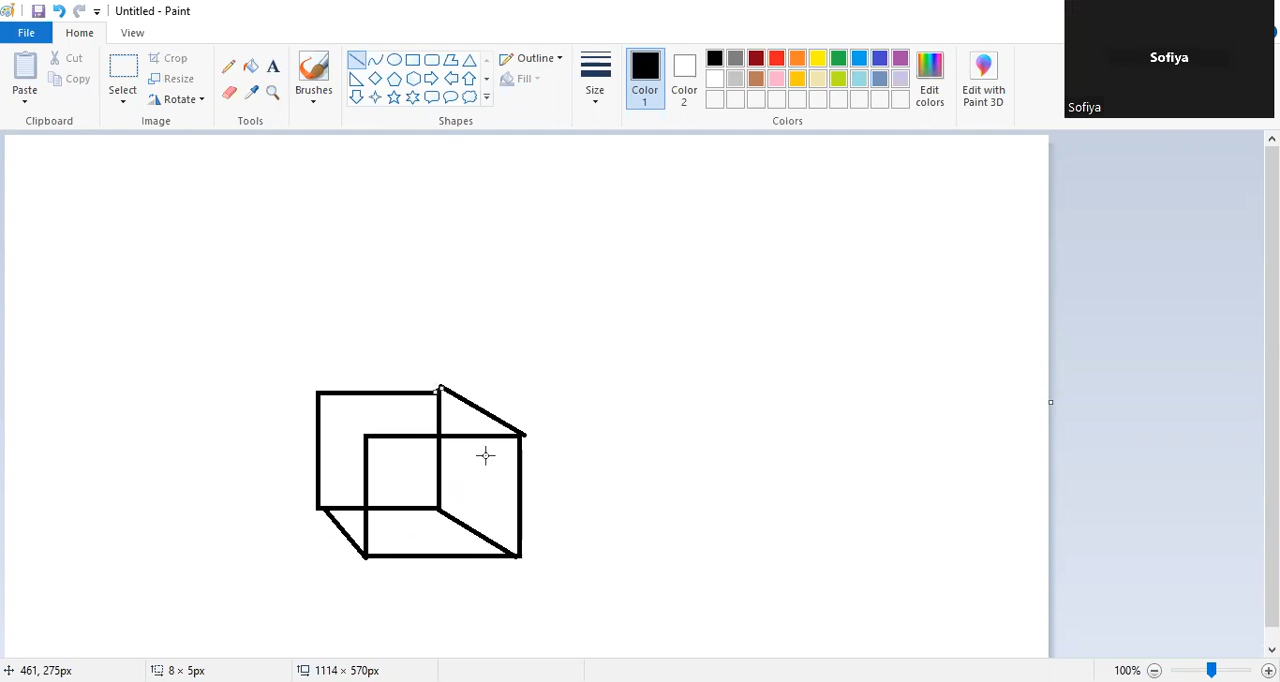 Untitled - Paint
File Home View
Paste
Cut
Copy
Clipboard
Select
Crop
Resize
Rotate
Image
A
Tools
Brushes
Outline
Fill
Shapes
Size
Color
1
Color
2
Edit
colors
Colors
Edit with
Paint 3D
Sofiya
Sofiya
461, 275px
8 × 5px
1114 × 570px
100%